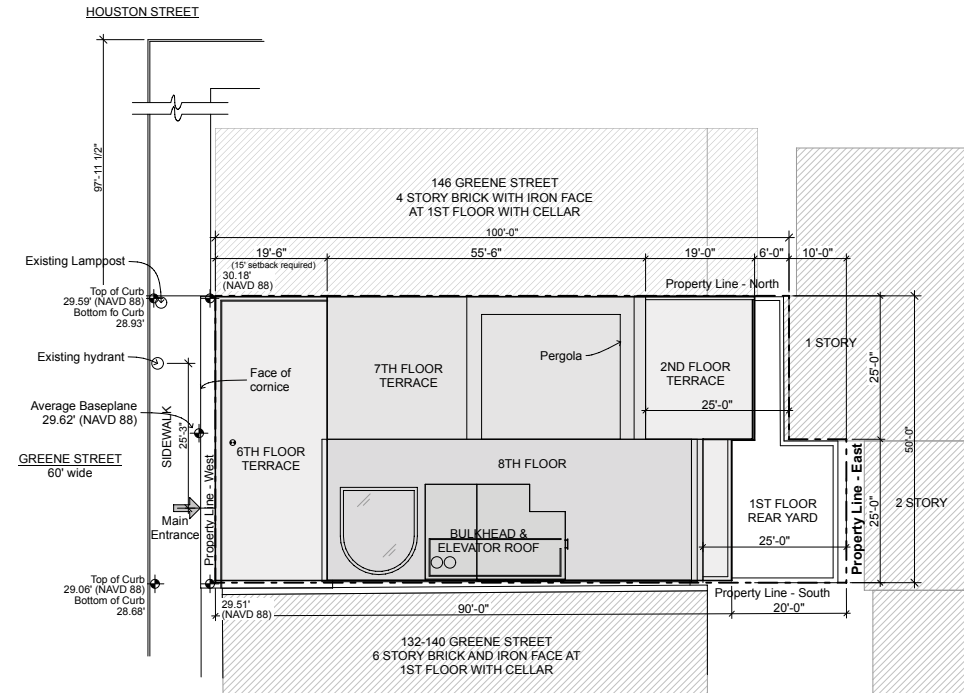 HOUSTON STREET
97'-11 1/2"
146 GREENE STREET
4 STORY BRICK WITH IRON FACE
AT 1ST FLOOR WITH CELLAR
100'-0"
19'-6"
55'-6"
19'-0"
6'-0"
10'-0"
(15' setback required)
30.18'
(NAVD 88)
Existing Lamppost
Top of Curb
29.59' (NAVD 88)
Bottom fo Curb
28.93'
Property Line - North
Existing hydrant
Face of
cornice
7TH FLOOR
TERRACE
Pergola
2ND FLOOR
TERRACE
25'-0"
1 STORY
25'-0"
50'-0"
Average Baseplane
29.62' (NAVD 88)
SIDEWALK
25'-3"
GREENE STREET
60' wide
6TH FLOOR
TERRACE
8TH FLOOR
Property Line - West
Property Line - East
Main
Entrance
BULKHEAD &
ELEVATOR ROOF
1ST FLOOR
REAR YARD
25'-0"
25'-0"
2 STORY
Top of Curb
29.06' (NAVD 88)
Bottom of Curb
28.68'
29.51'
(NAVD 88)
90'-0"
Property Line - South
20'-0"
132-140 GREENE STREET
6 STORY BRICK AND IRON FACE AT
1ST FLOOR WITH CELLAR